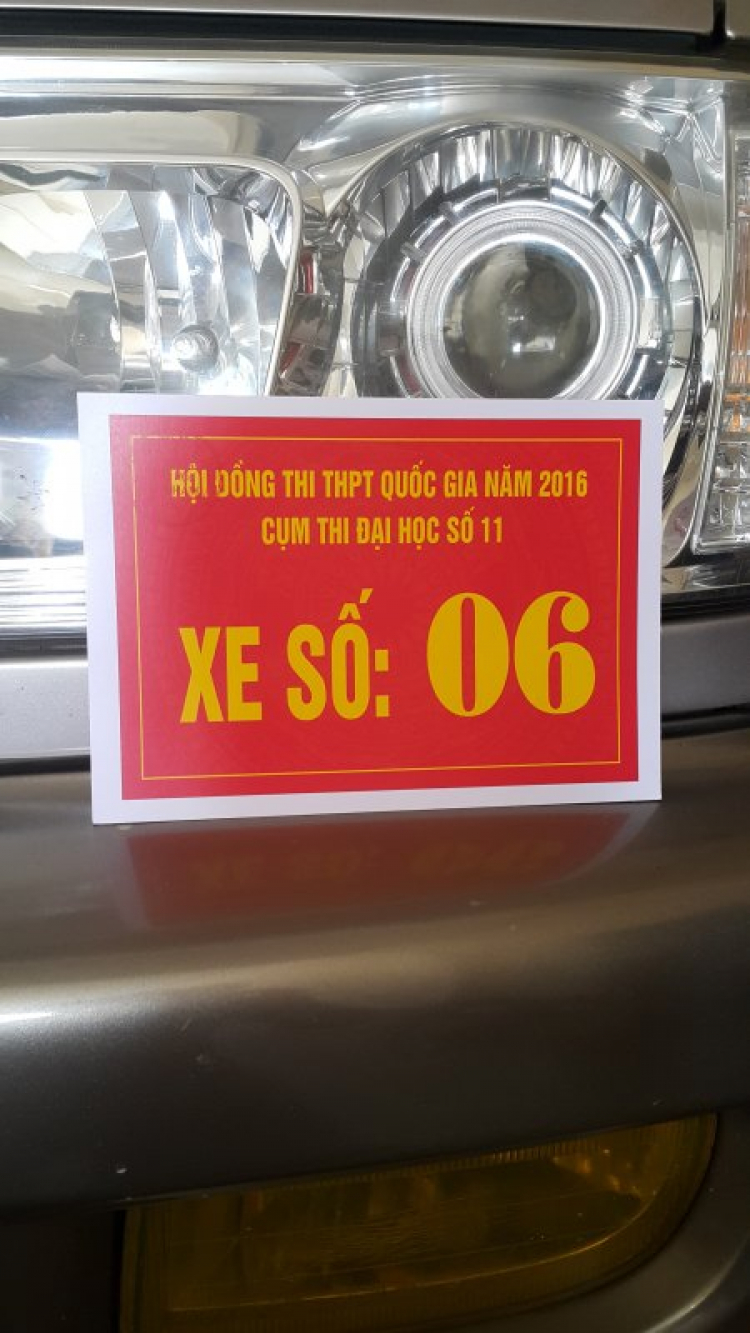 HỘI ĐỒNG THI THPT QUỐC GIA NĂM 2016
CỤM THI ĐẠI HỌC SỐ 11
XE SỐ: 06